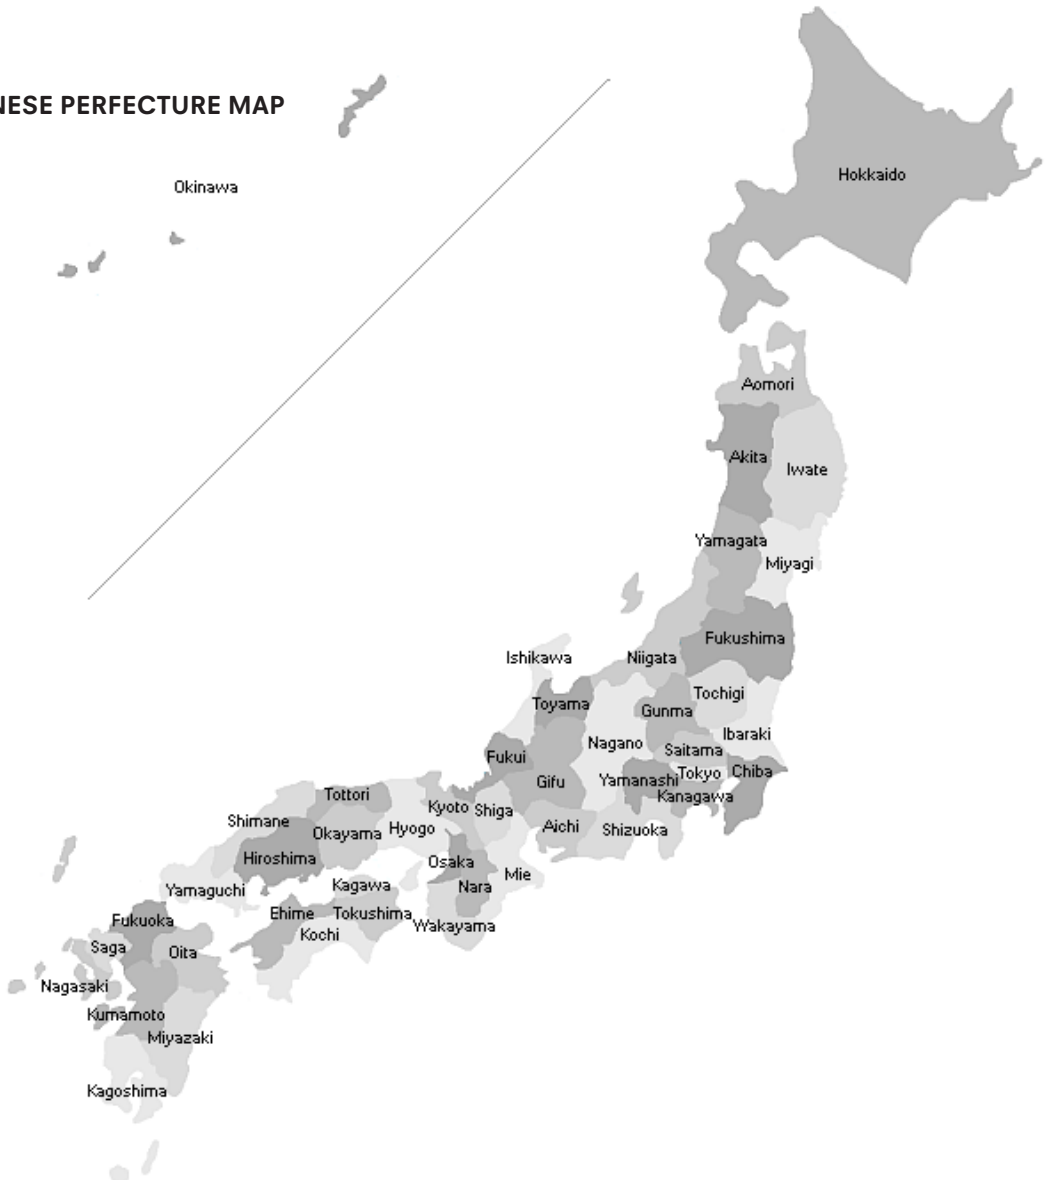 NESE PERFECTURE MAP
Okinawa
Hokkaido
Aomori
Akita
Iwate
Yamagata
Miyagi
Fukushima
Ishikawa
Niigata
Tochigi
Toyama
Gunma
Ibaraki
Nagano
Saitama
Fukui
Chiba
Tokyo
Yamanashi
Gifu
Kanagawa
Tottori
Kyoto
Shiga
Shimane
Hyogo
Aichi
Shizuoka
Okayama
Hiroshima
Osaka
Mie
Nara
Kagawa
Yamaguchi
Ehime
Tokushima
Fukuoka
Wakayama
Kochi
Saga
Oita
Nagasaki
Kumamoto
Miyazaki
Kagoshima